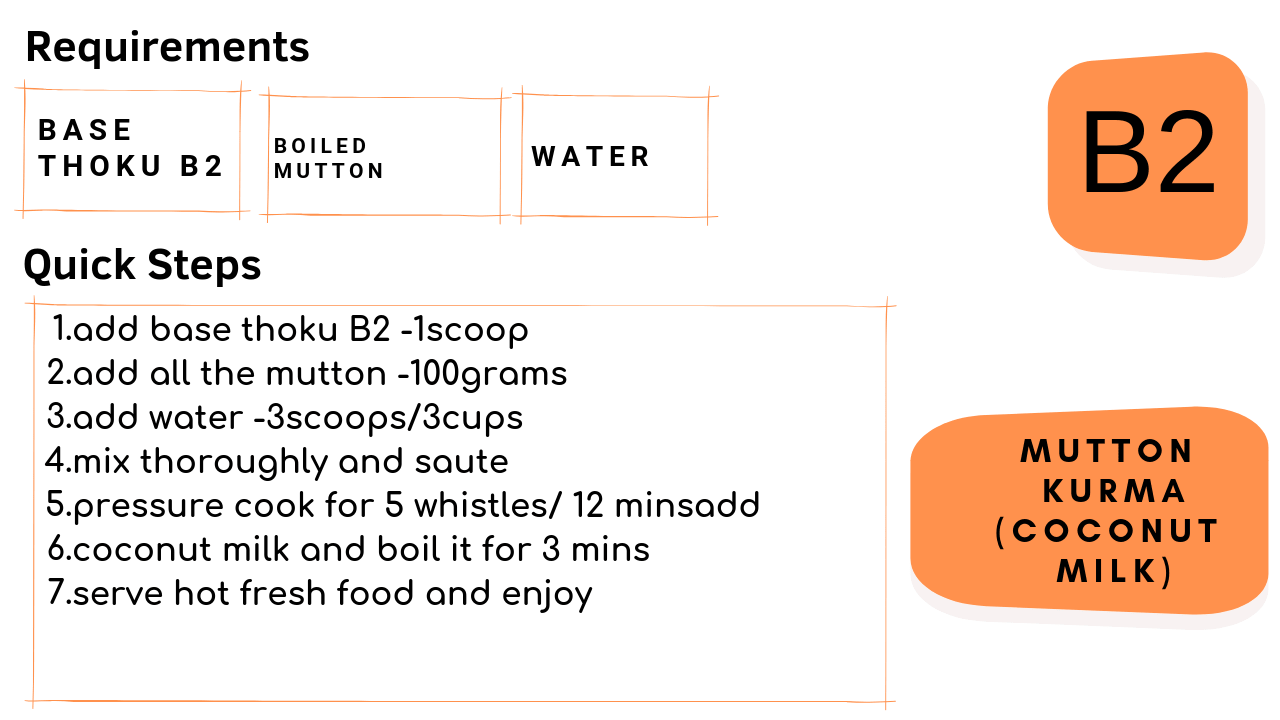 Requirements
BASE
THOKU B2
BOILED
MUTTON
WATER
B2
Quick Steps
1.add base thoku B2 -1scoop
2.add all the mutton -100grams
3.add water -3scoops/3cups
4.mix thoroughly and saute
5.pressure cook for 5 whistles/ 12 minsadd
6.coconut milk and boil it for 3 mins
7.serve hot fresh food and enjoy
MUTTON
KURMA
(COCONUT
MILK)